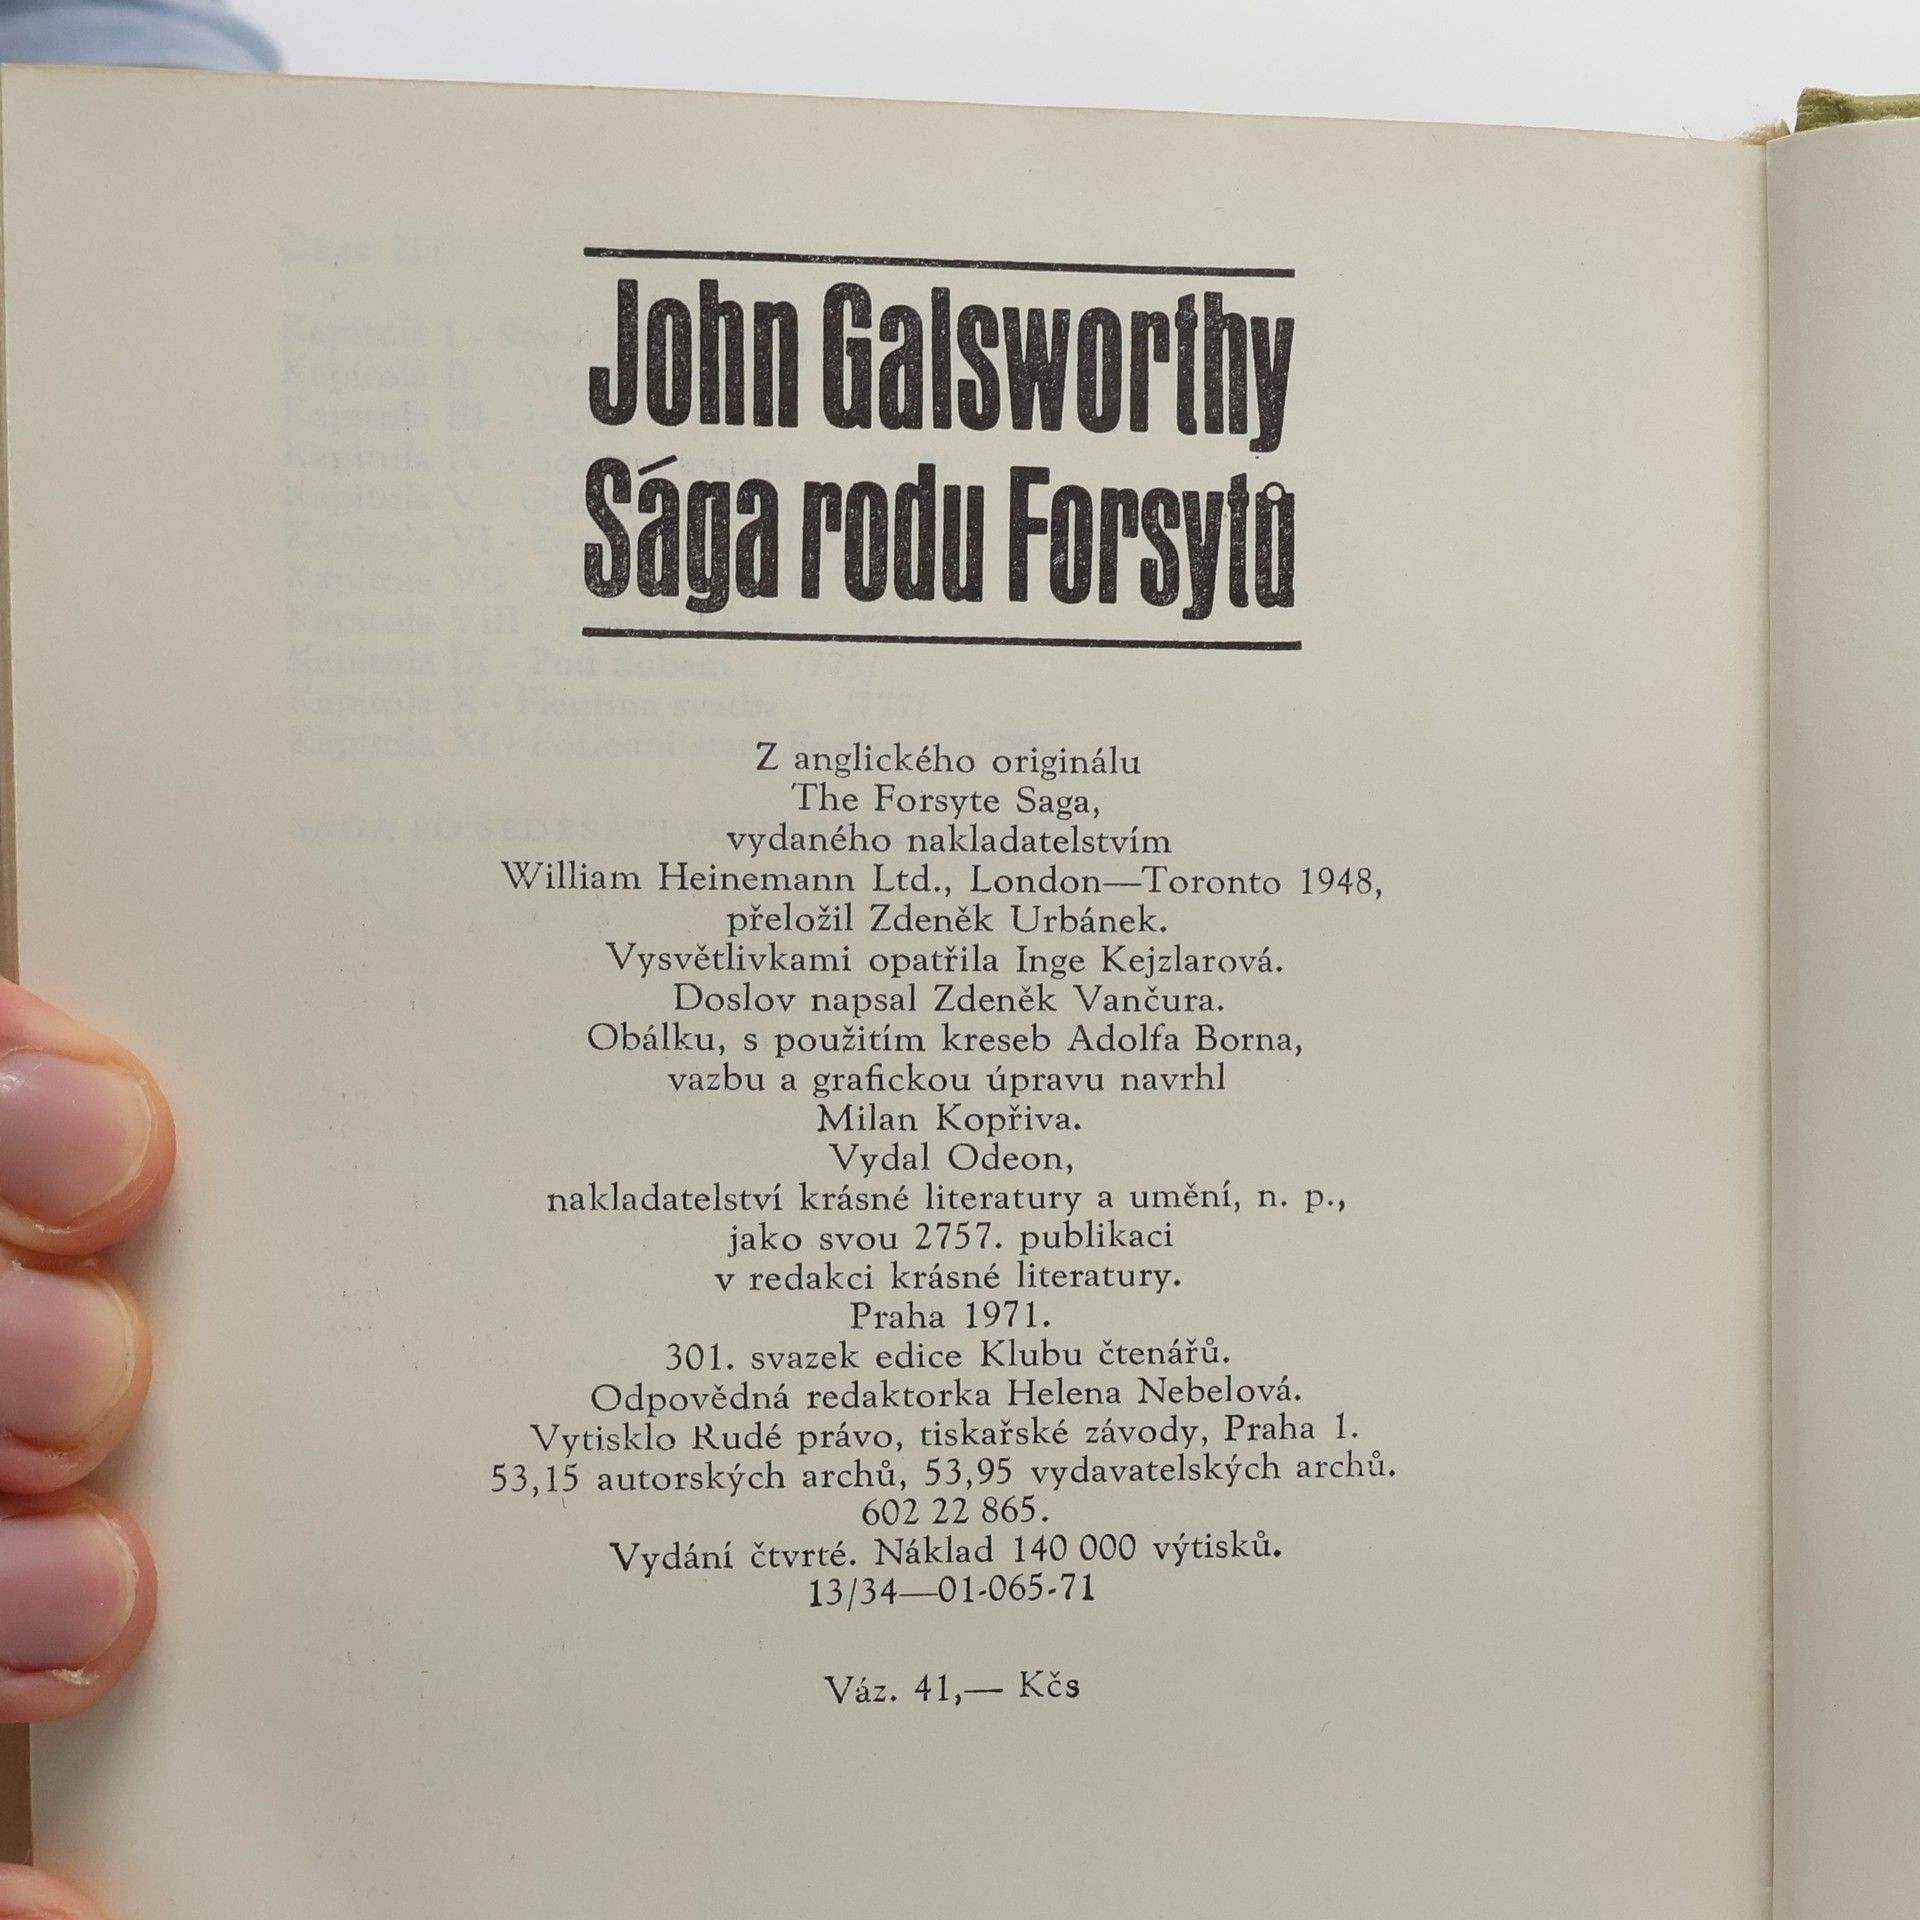 John Galsworthy
Sága rodu Forsytů
Z anglického originálu
The Forsyte Saga,
vydaného nakladatelstvím
William Heinemann Ltd., London—Toronto 1948,
přeložil Zdeněk Urbánek.
Vysvětlivkami opatřila Inge Kejzlarová.
Doslov napsal Zdeněk Vančura.
Obálku, s použitím kreseb Adolfa Borna,
vazbu a grafickou úpravu navrhl
Milan Kopřiva.
Vydal Odeon,
nakladatelství krásné literatury a umění, n. p.,
jako svou 2757. publikaci
v redakci krásné literatury.
Praha 1971.
301. svazek edice Klubu čtenářů.
Odpovědná redaktorka Helena Nebelová.
Vytisklo Rudé právo, tiskařské závody, Praha 1.
53,15 autorských archů, 53,95 vydavatelských archů.
602 22 865.
Vydání čtvrté. Náklad 140 000 výtisků.
13/34—01-065-71
Váz. 41,— Kčs